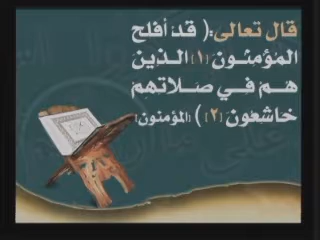 قال تعالى:( قد أفلح
المؤمنون [١] الذين
هم في صلاتهم
خاشعون [٢] ) [المؤمنون]